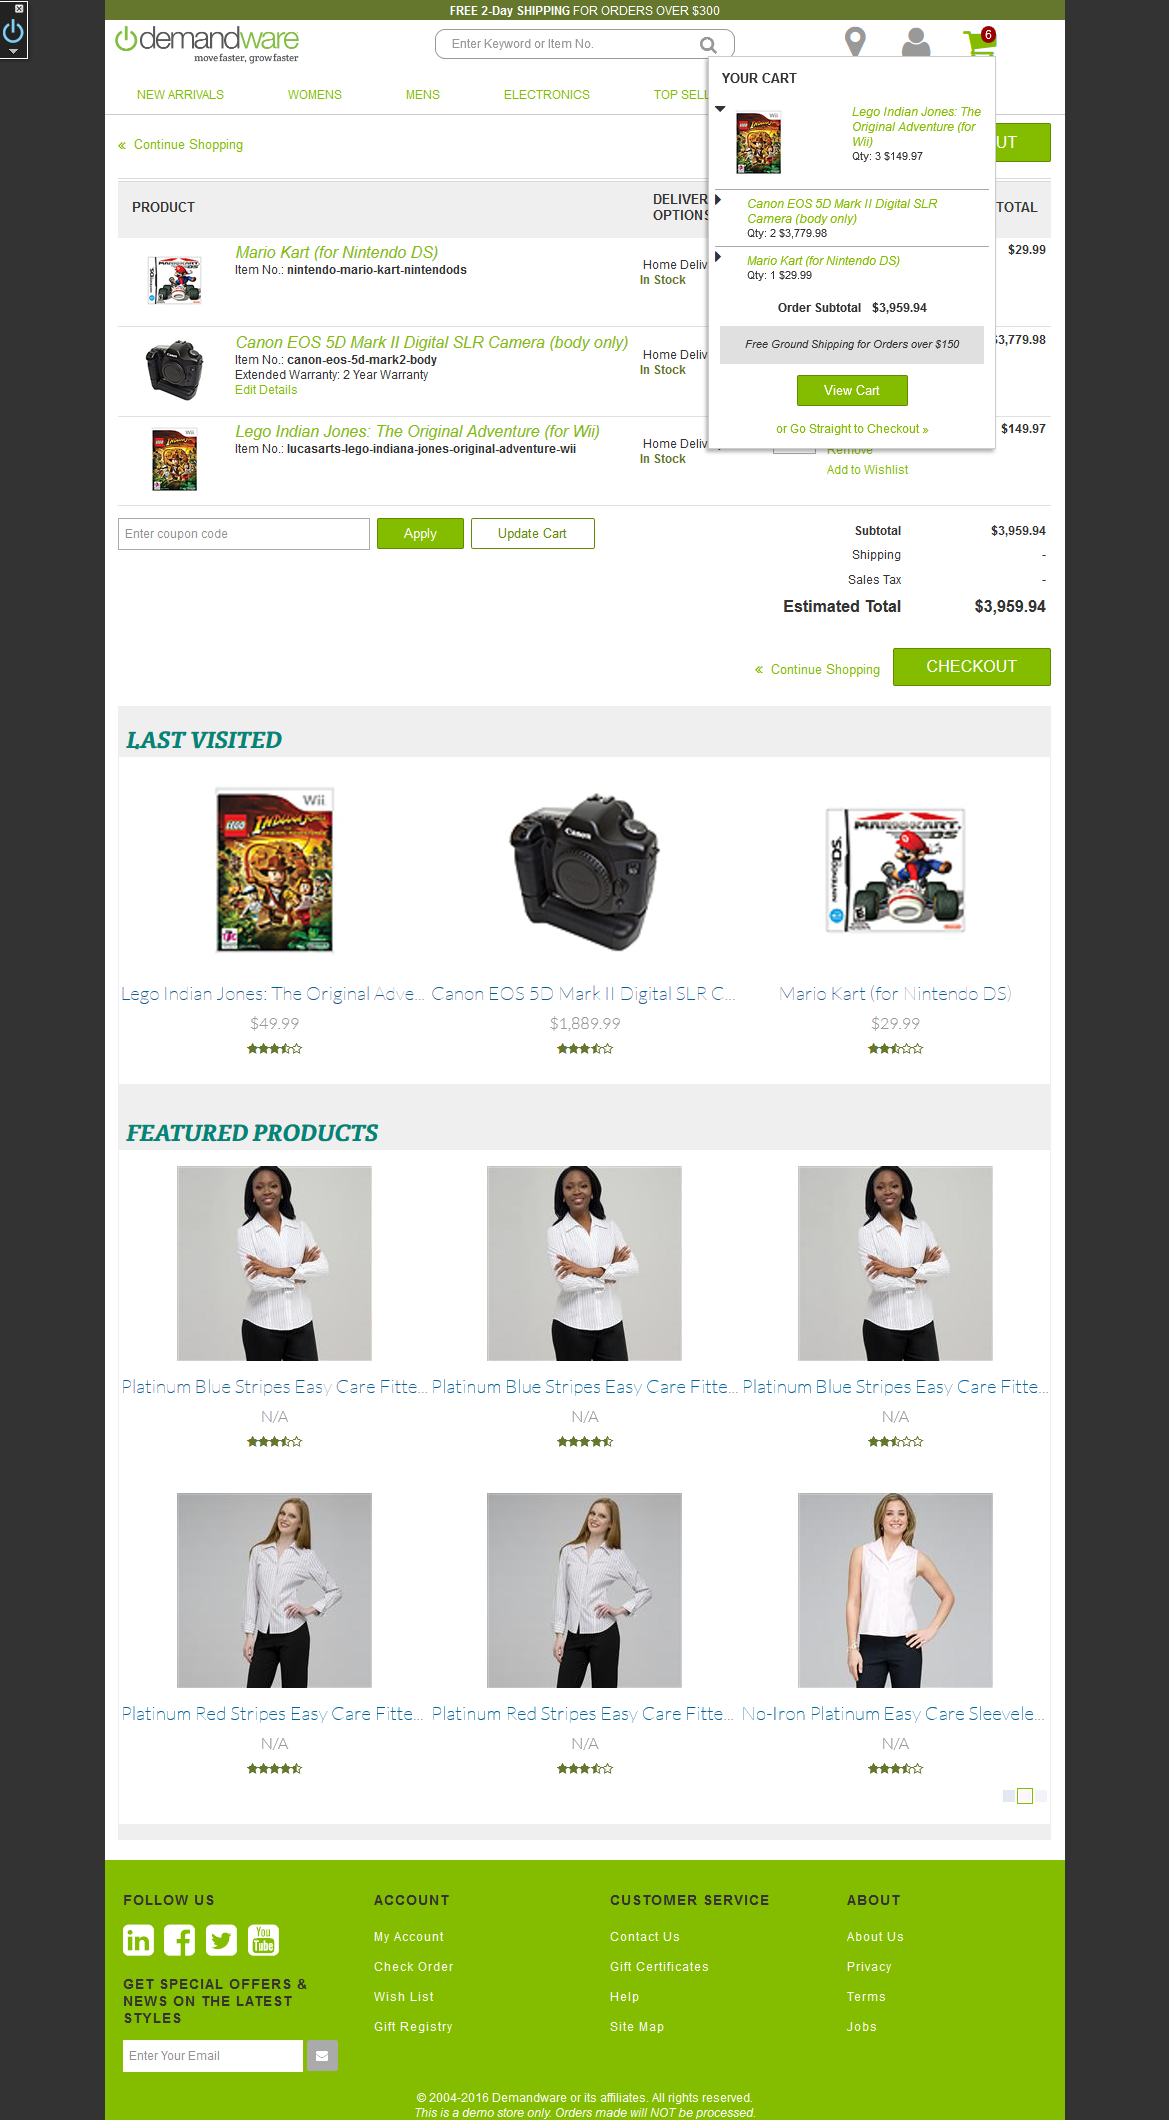 FREE 2-Day SHIPPING FOR ORDERS OVER $300
demandware
move faster, grow faster
Enter Keyword or Item No.
6
NEW ARRIVALS WOMENS MENS ELECTRONICS TOP SELL
YOUR CART
Lego Indian Jones: The
Original Adventure (for
Wii)
Qty: 3 $149.97
Canon EOS 5D Mark II Digital SLR
Camera (body only)
Qty: 2 $3,779.98
Mario Kart (for Nintendo DS)
Qty: 1 $29.99
Order Subtotal $3,959.94
Free Ground Shipping for Orders over $150
View Cart
or Go Straight to Checkout »
« Continue Shopping
UT
PRODUCT
DELIVER
OPTIONS
TOTAL
Mario Kart (for Nintendo DS)
Item No.: nintendo-mario-kart-nintendods
Home Deliv
In Stock
$29.99
Canon EOS 5D Mark II Digital SLR Camera (body only)
Item No.: canon-eos-5d-mark2-body
Extended Warranty: 2 Year Warranty
Edit Details
Home Deliv
In Stock
$3,779.98
Lego Indian Jones: The Original Adventure (for Wii)
Item No.: lucasarts-lego-indiana-jones-original-adventure-wii
Home Deliv
In Stock
Remove
Add to Wishlist
$149.97
Enter coupon code
Apply
Update Cart
Subtotal $3,959.94
Shipping -
Sales Tax -
Estimated Total $3,959.94
« Continue Shopping
CHECKOUT
LAST VISITED
Wii
LEGO INDIANA JONES
Canon
MARIOKART
DS
NINTENDO DS
Lego Indian Jones: The Original Adve... Canon EOS 5D Mark II Digital SLR C... Mario Kart (for Nintendo DS)
$49.99 $1,889.99 $29.99
FEATURED PRODUCTS
Platinum Blue Stripes Easy Care Fitte... Platinum Blue Stripes Easy Care Fitte... Platinum Blue Stripes Easy Care Fitte...
N/A N/A N/A
Platinum Red Stripes Easy Care Fitte... Platinum Red Stripes Easy Care Fitte... No-Iron Platinum Easy Care Sleevele...
N/A N/A N/A
FOLLOW US
in
You
Tube
GET SPECIAL OFFERS &
NEWS ON THE LATEST
STYLES
Enter Your Email
ACCOUNT
My Account
Check Order
Wish List
Gift Registry
CUSTOMER SERVICE
Contact Us
Gift Certificates
Help
Site Map
ABOUT
About Us
Privacy
Terms
Jobs
© 2004-2016 Demandware or its affiliates. All rights reserved.
This is a demo store only. Orders made will NOT be processed.